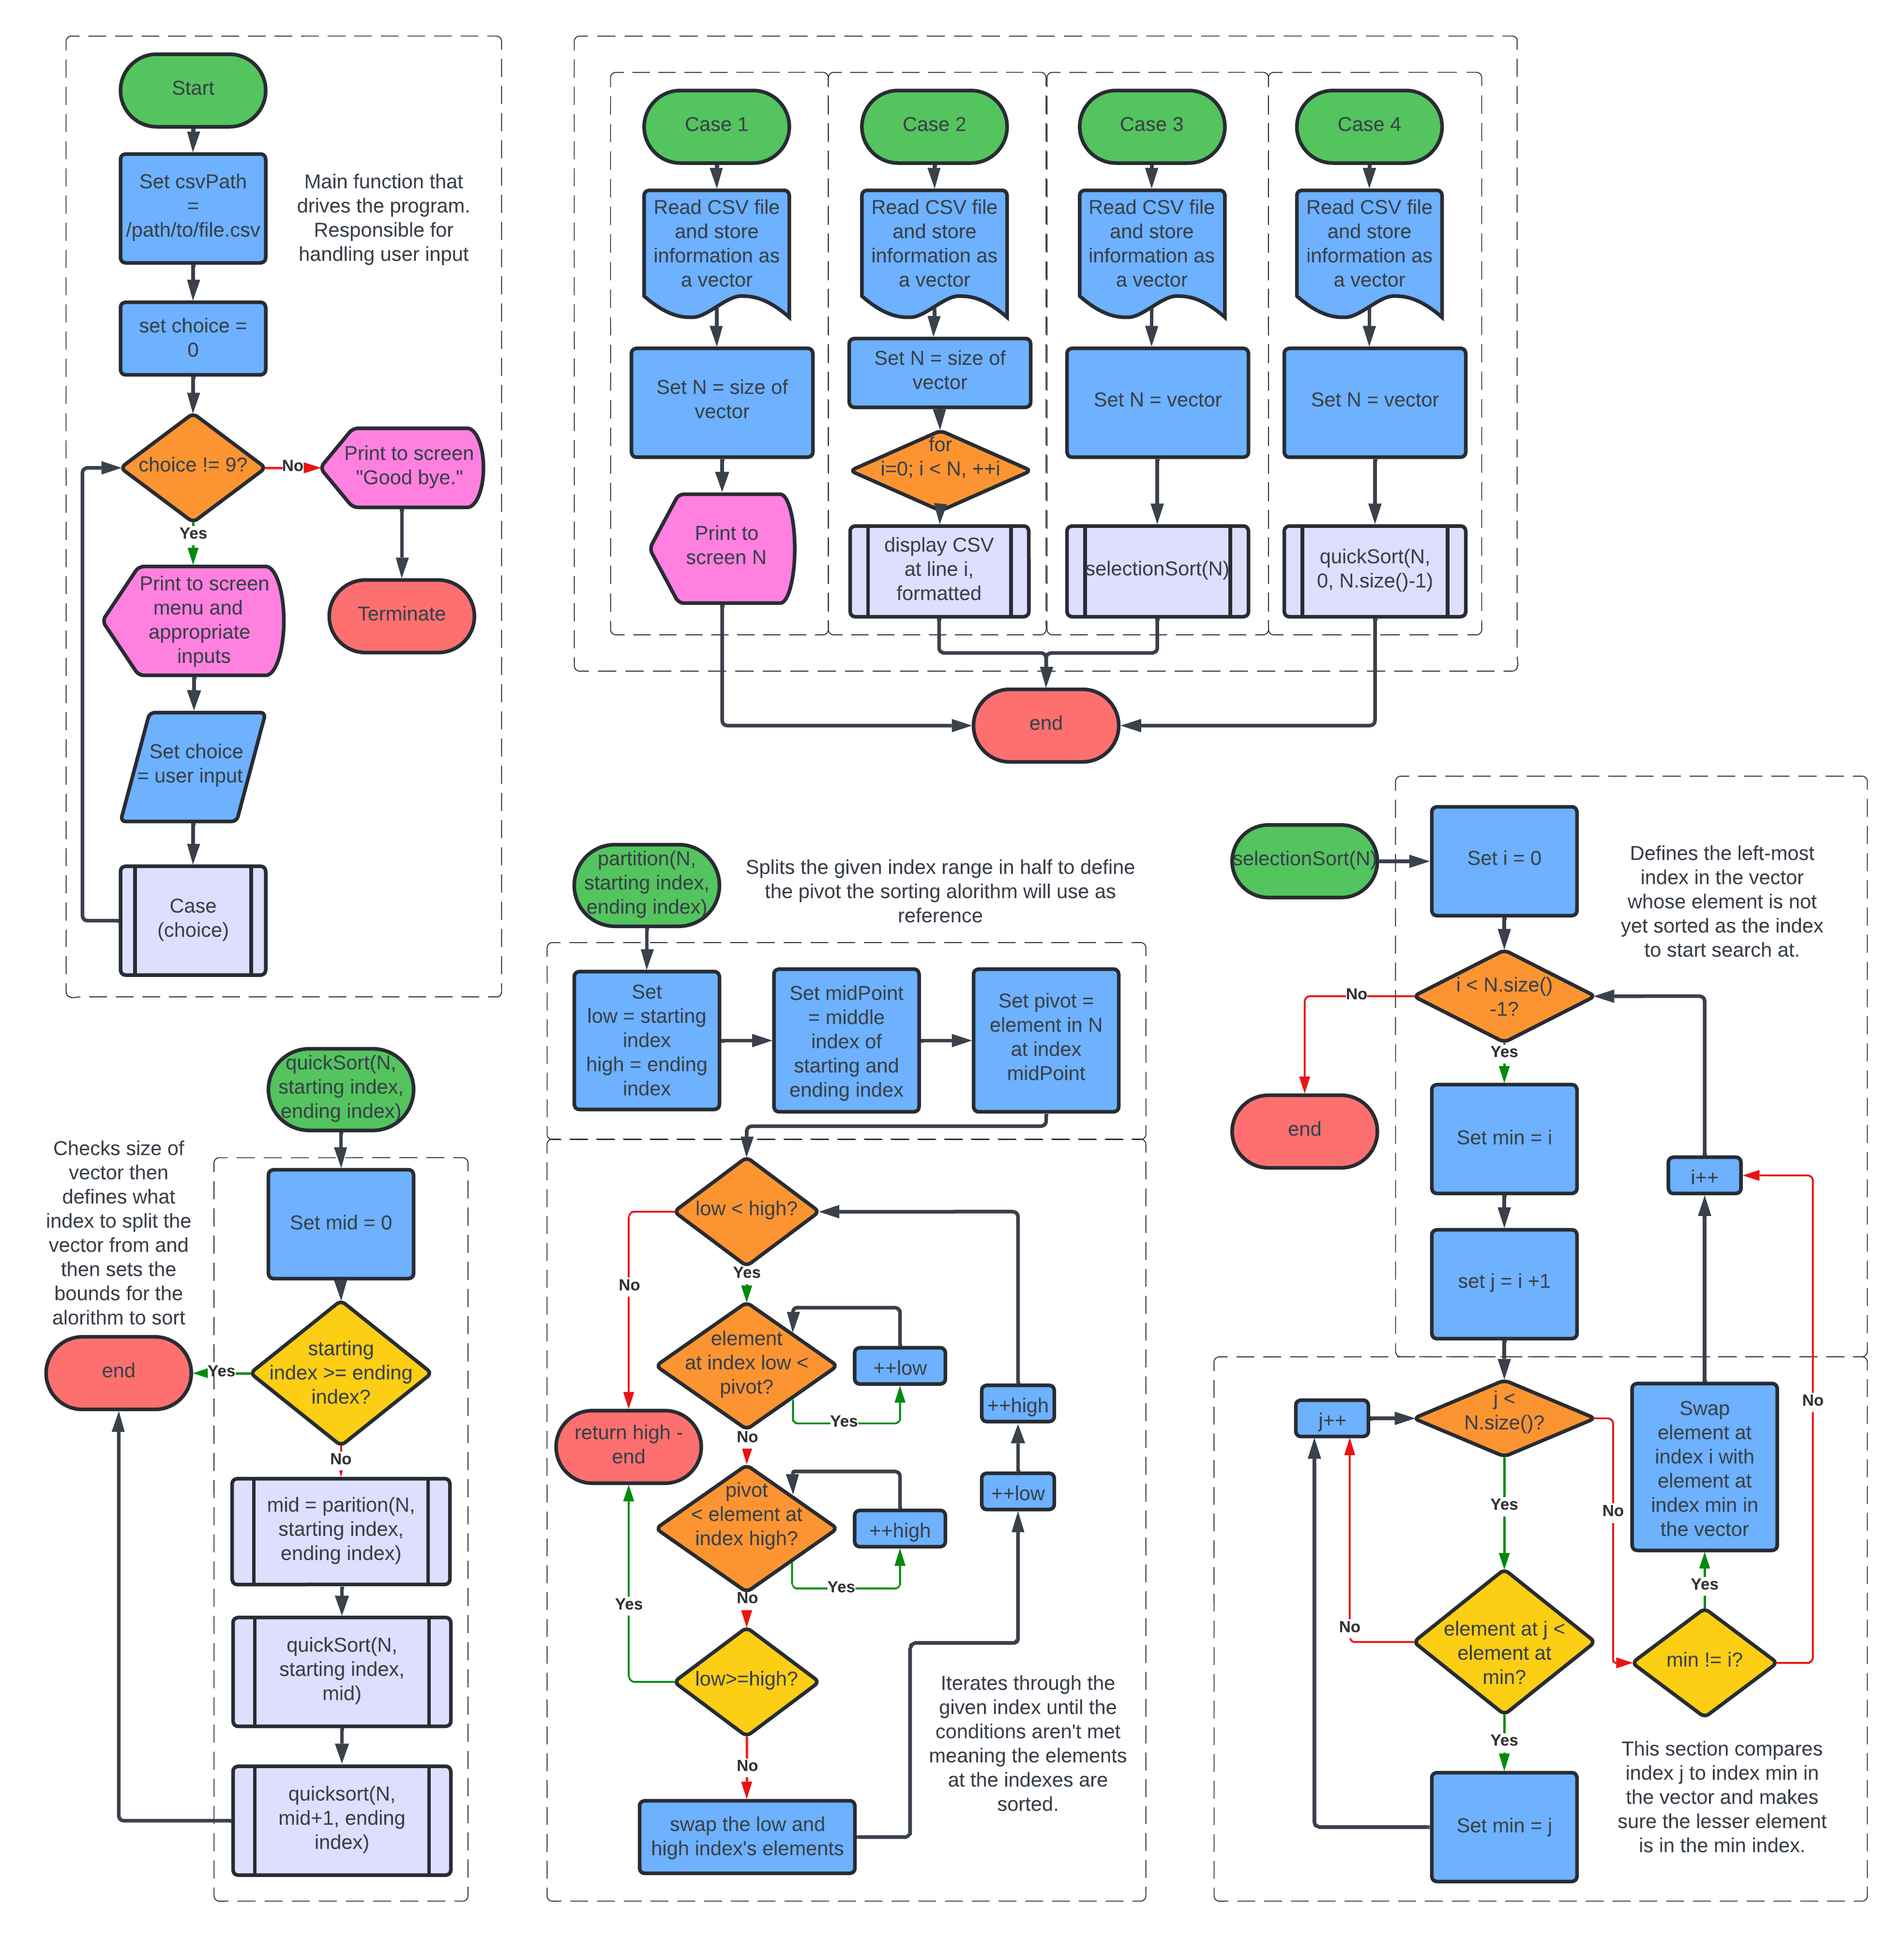 Start
Set csvPath
=
/path/to/file.csv
Main function that
drives the program.
Responsible for
handling user input
set choice =
0
choice != 9?
No
Print to screen
"Good bye."
Terminate
Yes
Print to screen
menu and
appropriate
inputs
Set choice
= user input
Case
(choice)
Case 1
Read CSV file
and store
information as
a vector
Set N = size of
vector
Print to
screen N
Case 2
Read CSV file
and store
information as
a vector
Set N = size of
vector
for
i=0; i < N, ++i
display CSV
at line i,
formatted
Case 3
Read CSV file
and store
information as
a vector
Set N = vector
selectionSort(N)
Case 4
Read CSV file
and store
information as
a vector
Set N = vector
quickSort(N,
0, N.size()-1)
end
quickSort(N,
starting index,
ending index)
Checks size of
vector then
defines what
index to split the
vector from and
then sets the
bounds for the
alorithm to sort
Set mid = 0
starting
index >= ending
index?
Yes
end
No
mid = parition(N,
starting index,
ending index)
quickSort(N,
starting index,
mid)
quicksort(N,
mid+1, ending
index)
partition(N,
starting index,
ending index)
Splits the given index range in half to define
the pivot the sorting alorithm will use as
reference
Set
low = starting
index
high = ending
index
Set midPoint
= middle
index of
starting and
ending index
Set pivot =
element in N
at index
midPoint
low < high?
No
Yes
element
at index low <
pivot?
++low
Yes
No
return high -
end
pivot
< element at
index high?
++high
Yes
No
low>=high?
Yes
No
swap the low and
high index's elements
++low
++high
Iterates through the
given index until the
conditions aren't met
meaning the elements
at the indexes are
sorted.
selectionSort(N)
Set i = 0
Defines the left-most
index in the vector
whose element is not
yet sorted as the index
to start search at.
i < N.size()
-1?
No
end
Yes
Set min = i
set j = i +1
i++
j <
N.size()?
j++
Yes
No
element at j <
element at
min?
No
Yes
Set min = j
min != i?
Yes
No
Swap
element at
index i with
element at
index min in
the vector
This section compares
index j to index min in
the vector and makes
sure the lesser element
is in the min index.